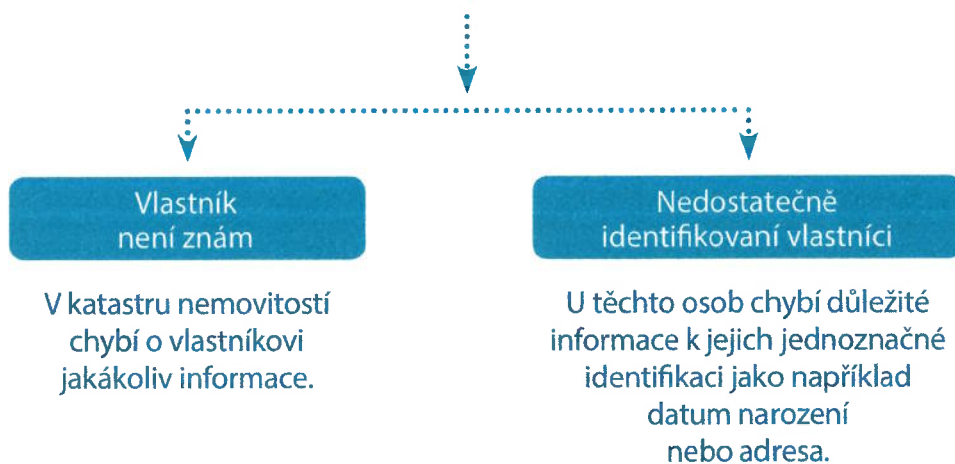 Vlastník
není znám
V katastru nemovitostí
chybí o vlastníkovi
jakákoliv informace.
Nedostatečně
identifikovaní vlastníci
U těchto osob chybí důležité
informace k jejich jednoznačné
identifikaci jako například
datum narození
nebo adresa.